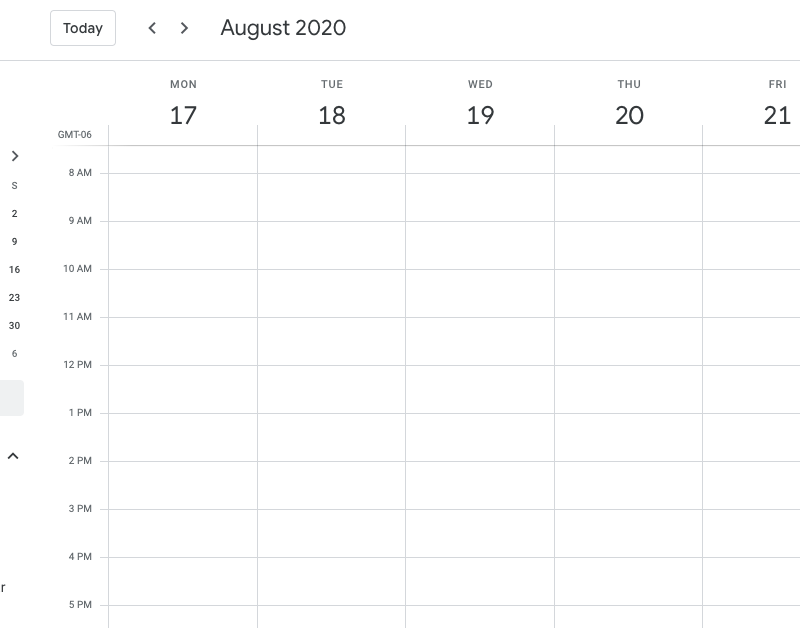 Today August 2020
MON TUE WED THU FRI
17 18 19 20 21
GMT-06
S
2
9
16
23
30
6
8 AM
9 AM
10 AM
11 AM
12 PM
1 PM
2 PM
3 PM
4 PM
r
5 PM